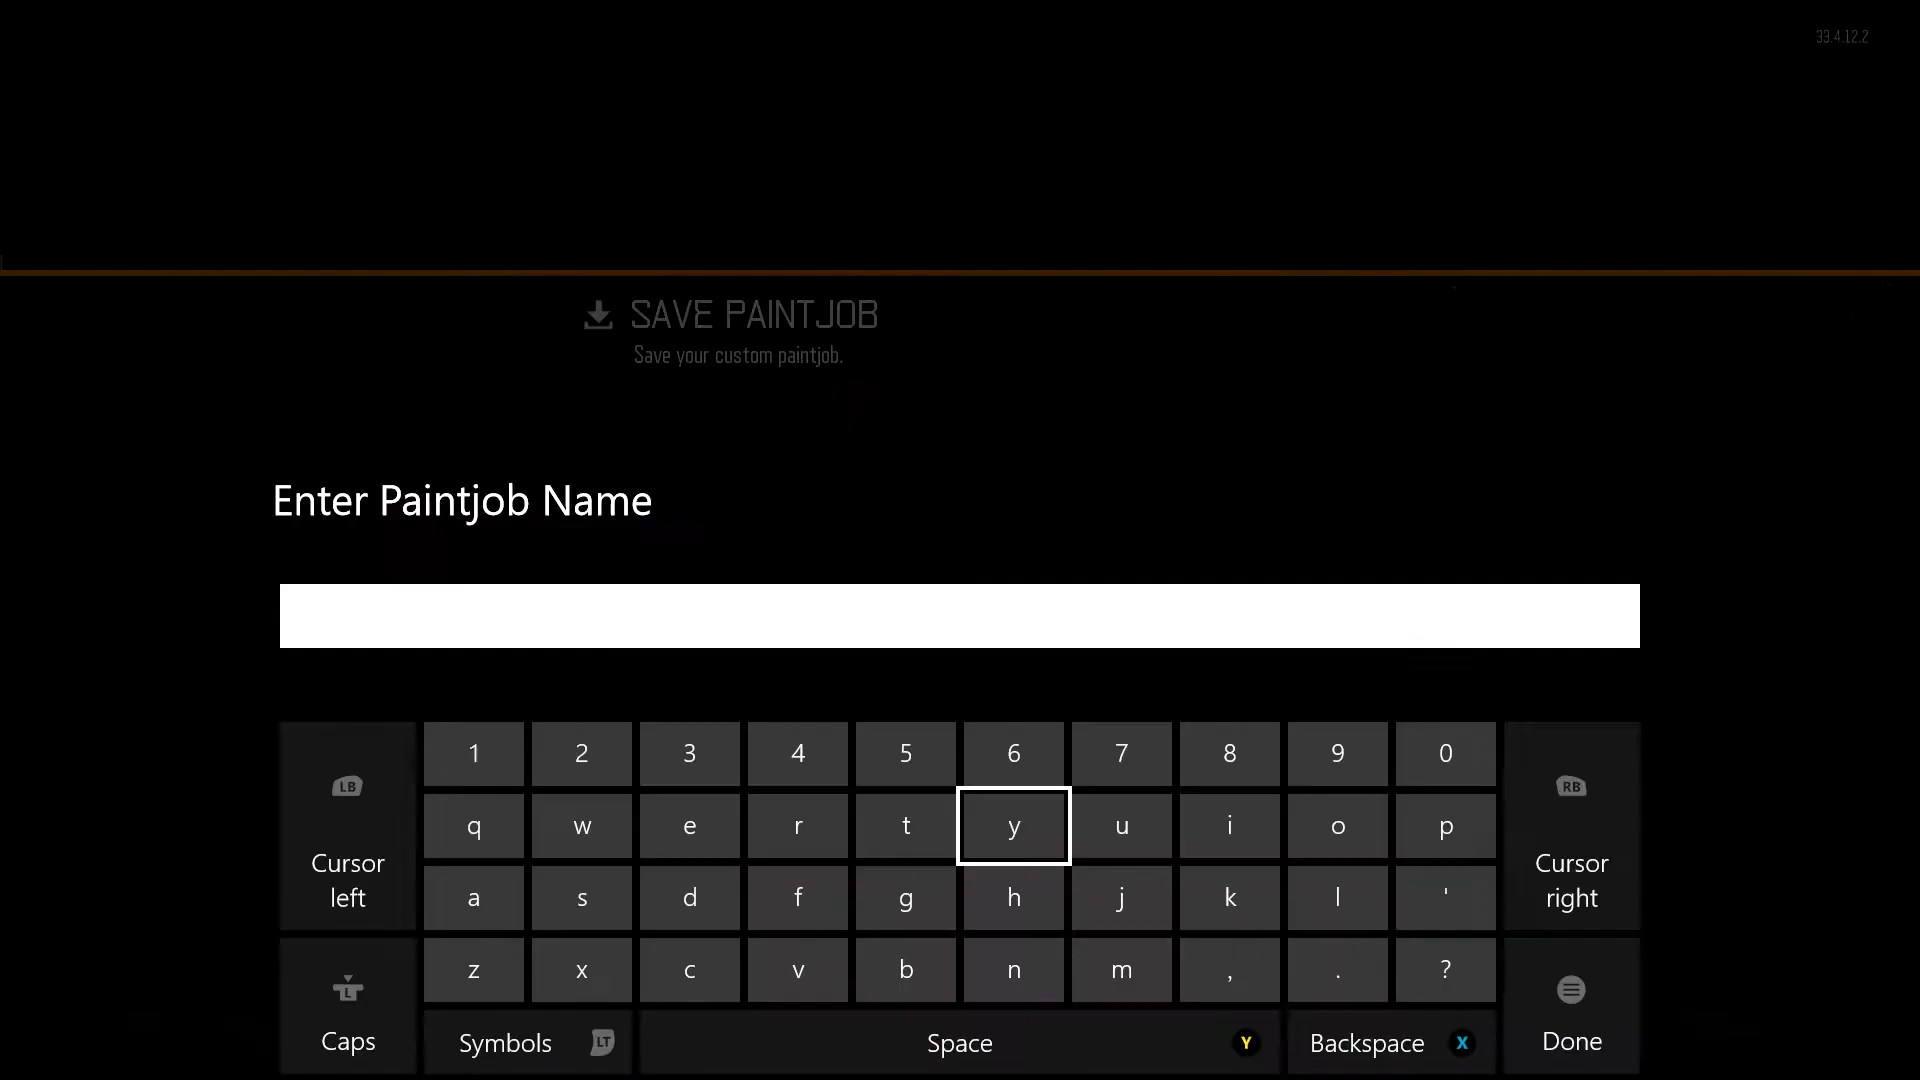 33.4.12.2
SAVE PAINTJOB
Save your custom paintjob.
Enter Paintjob Name
LB
Cursor
left
1 2 3 4 5 6 7 8 9 0
RB
Cursor
right
q w e r t y u i o p
a s d f g h j k l '
L
Caps
z x c v b n m , . ?
Symbols LT
Space Y
Backspace X
Done